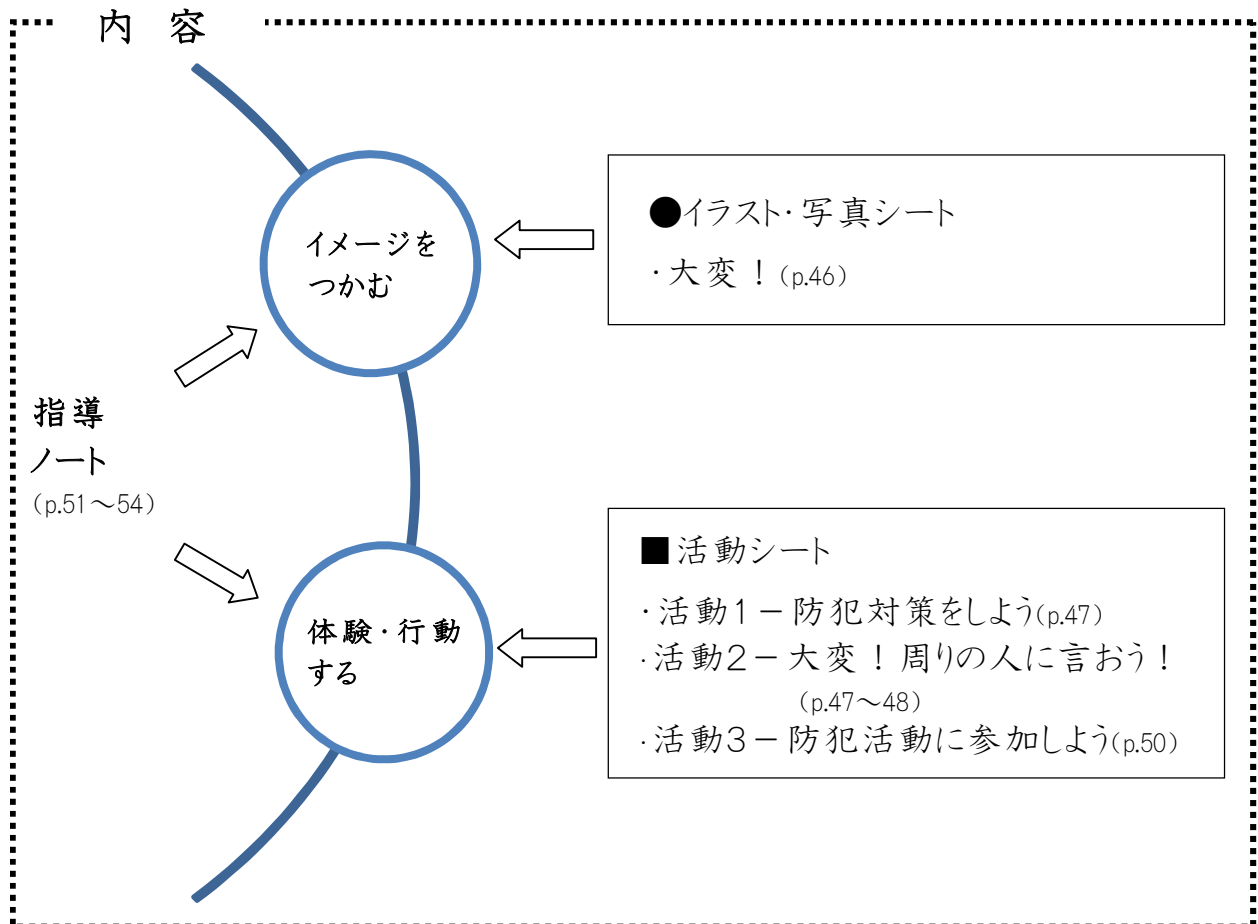 内 容
イメージを
つかむ
●イラスト・写真シート
・大変！(p.46)
指導
ノート
(p.51～54)
体験・行動
する
■活動シート
・活動1－防犯対策をしよう(p.47)
・活動2－大変！周りの人に言おう！
(p.47～48)
・活動3－防犯活動に参加しよう(p.50)